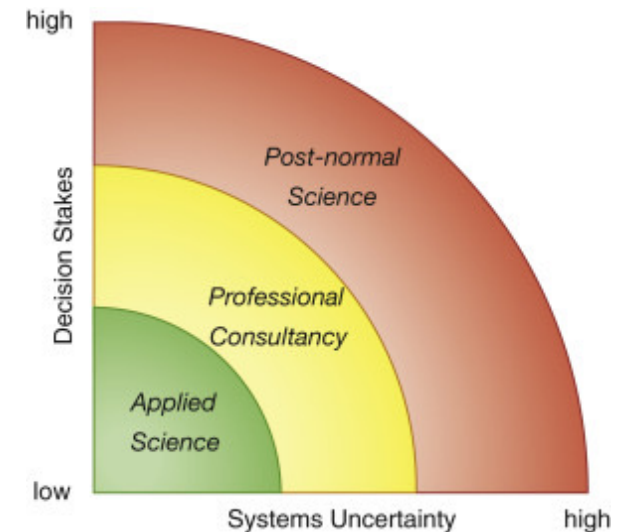 high
Decision Stakes
Post-normal
Science
Professional
Consultancy
Applied
Science
low
Systems Uncertainty
high